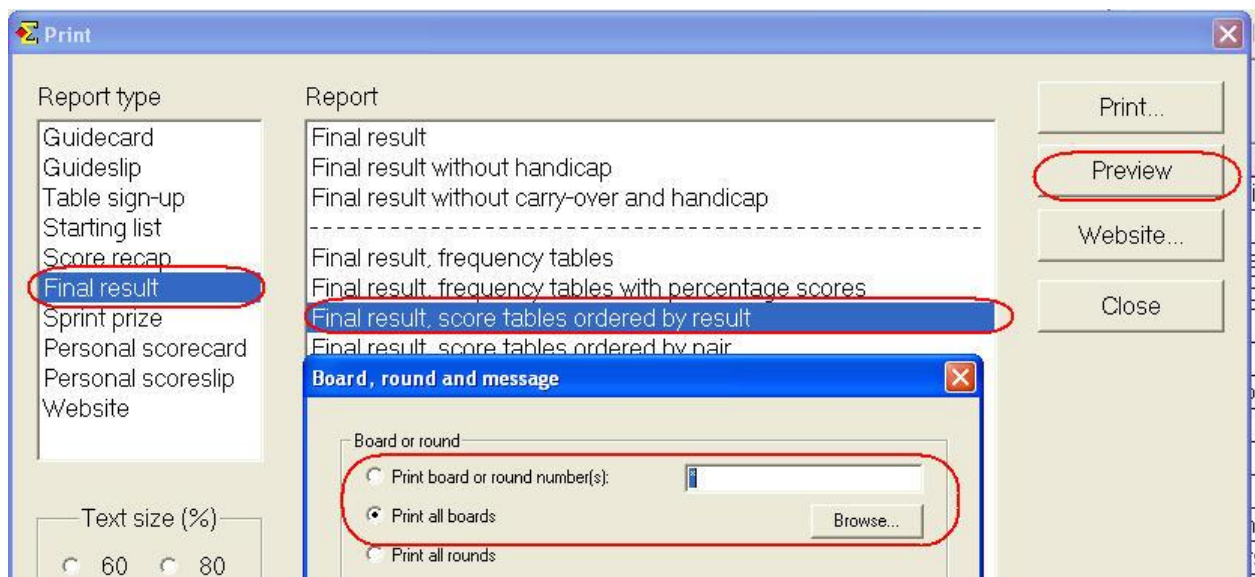 Print
Report type
Guidecard
Guideslip
Table sign-up
Starting list
Score recap
Final result
Sprint prize
Personal scorecard
Personal scoreslip
Website
Report
Final result
Final result without handicap
Final result without carry-over and handicap
Final result, frequency tables
Final result, frequency tables with percentage scores
Final result, score tables ordered by result
Final result, score tables ordered by pair
Print...
Preview
Website...
Close
Text size (%)
60 80
Board, round and message
Board or round
Print board or round number(s): *
Print all boards
Browse...
Print all rounds